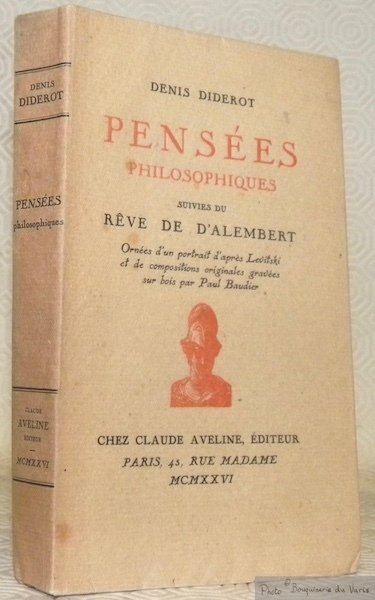 DENIS
DIDEROT
PENSÉES
philosophiques
CLAUDE
AVELINE
EDITEUR
MCMXXVI
DENIS DIDEROT
PENSÉES
PHILOSOPHIQUES
SUIVIES DU
RÊVE DE D'ALEMBERT
Ornées d'un portrait d'après Levitski
et de compositions originales gravées
sur bois par Paul Baudier
CHEZ CLAUDE AVELINE, ÉDITEUR
PARIS, 45, RUE MADAME
MCMXXVI
Photo © Bouquinerie du Varis